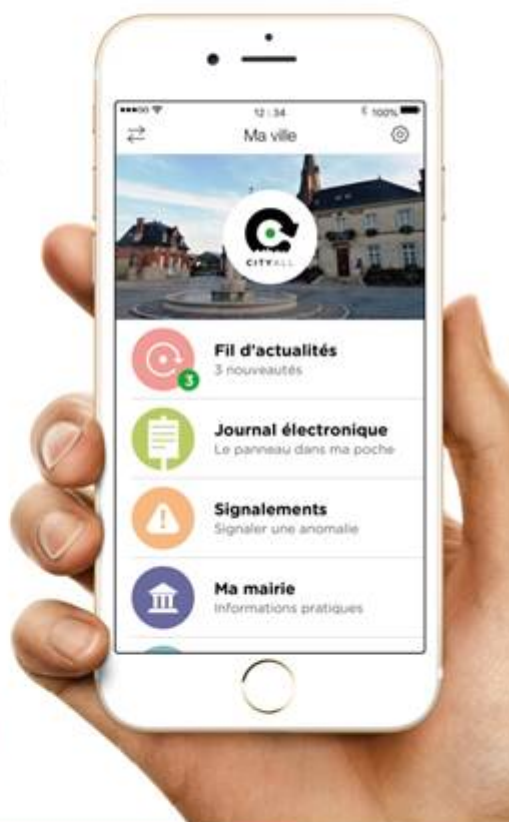 12:34
100%
Ma ville
CITYALL
Fil d'actualités
3 nouveautés
3
Journal électronique
Le panneau dans ma poche
Signalements
Signaler une anomalie
Ma mairie
Informations pratiques